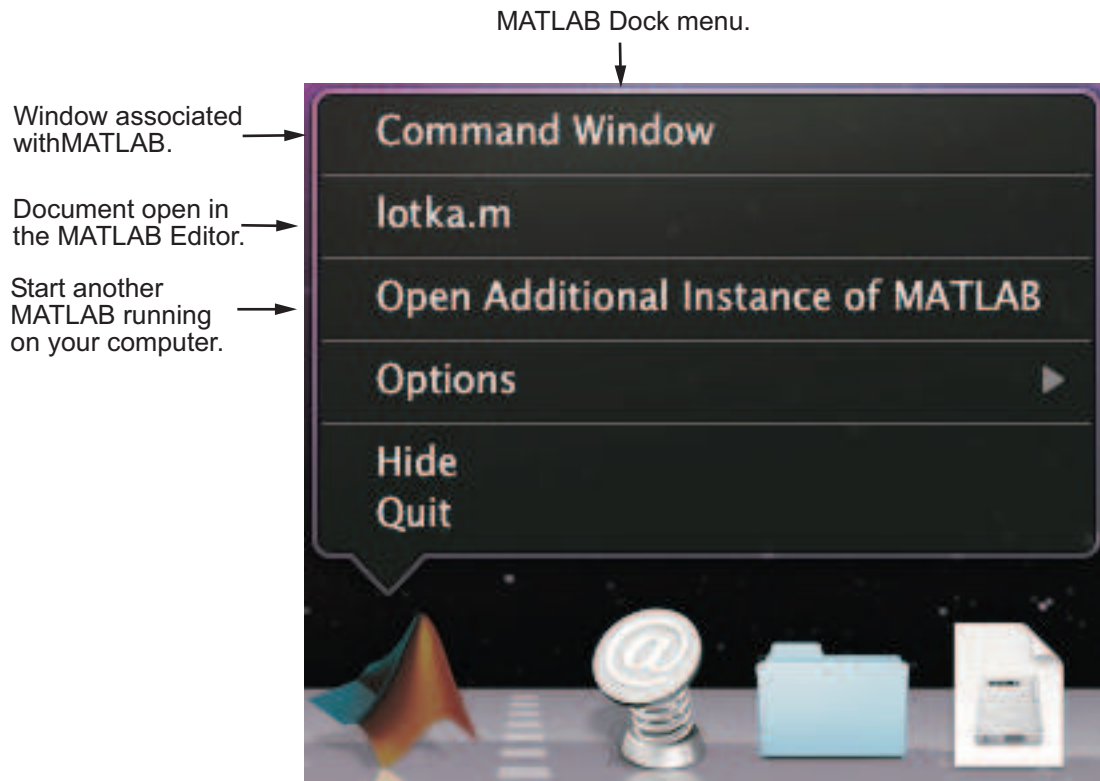 MATLAB Dock menu.
Window associated
withMATLAB.
Command Window
Document open in
the MATLAB Editor.
lotka.m
Start another
MATLAB running
on your computer.
Open Additional Instance of MATLAB
Options
Hide
Quit
@